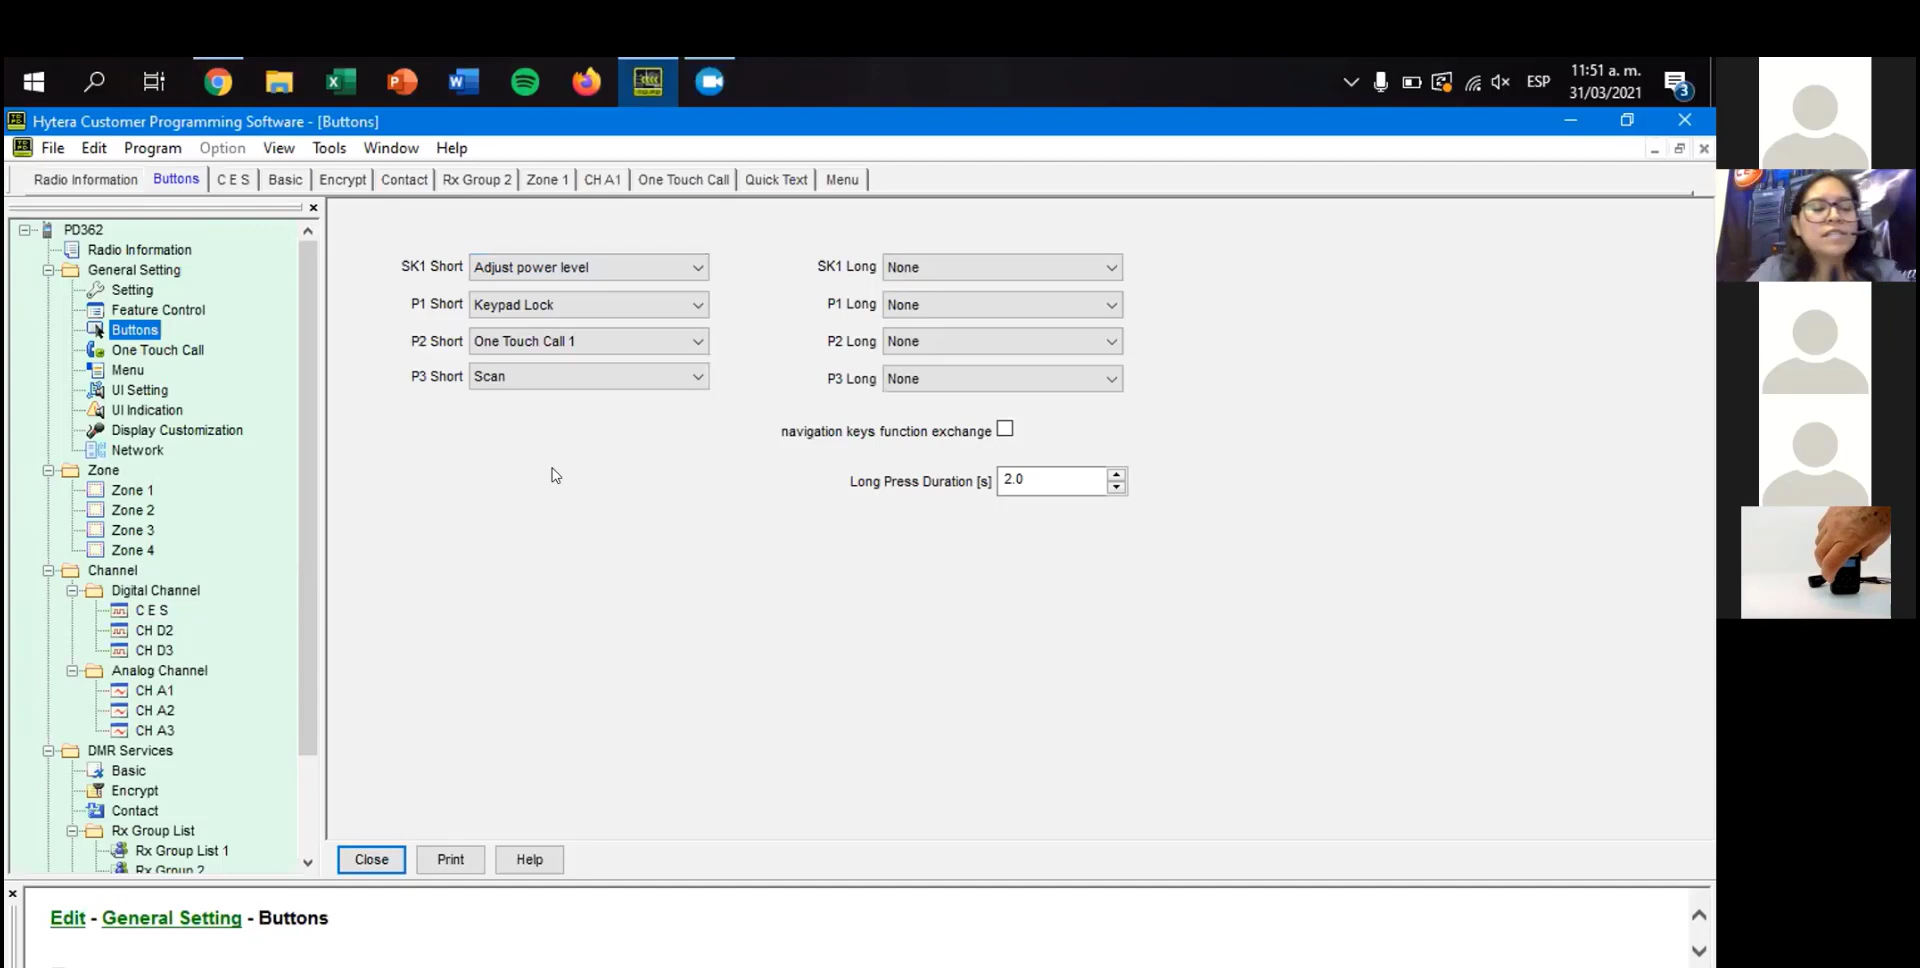 ESP
11:51 a. m.
31/03/2021
3
Hytera Customer Programming Software - [Buttons]
File Edit Program Option View Tools Window Help
Radio Information Buttons C E S Basic Encrypt Contact Rx Group 2 Zone 1 CH A1 One Touch Call Quick Text Menu
PD362
Radio Information
General Setting
Setting
Feature Control
Buttons
One Touch Call
Menu
UI Setting
UI Indication
Display Customization
Network
Zone
Zone 1
Zone 2
Zone 3
Zone 4
Channel
Digital Channel
C E S
CH D2
CH D3
Analog Channel
CH A1
CH A2
CH A3
DMR Services
Basic
Encrypt
Contact
Rx Group List
Rx Group List 1
Rx Group 2
SK1 Short Adjust power level
P1 Short Keypad Lock
P2 Short One Touch Call 1
P3 Short Scan
SK1 Long None
P1 Long None
P2 Long None
P3 Long None
navigation keys function exchange
Long Press Duration [s] 2.0
Close Print Help
Edit - General Setting - Buttons